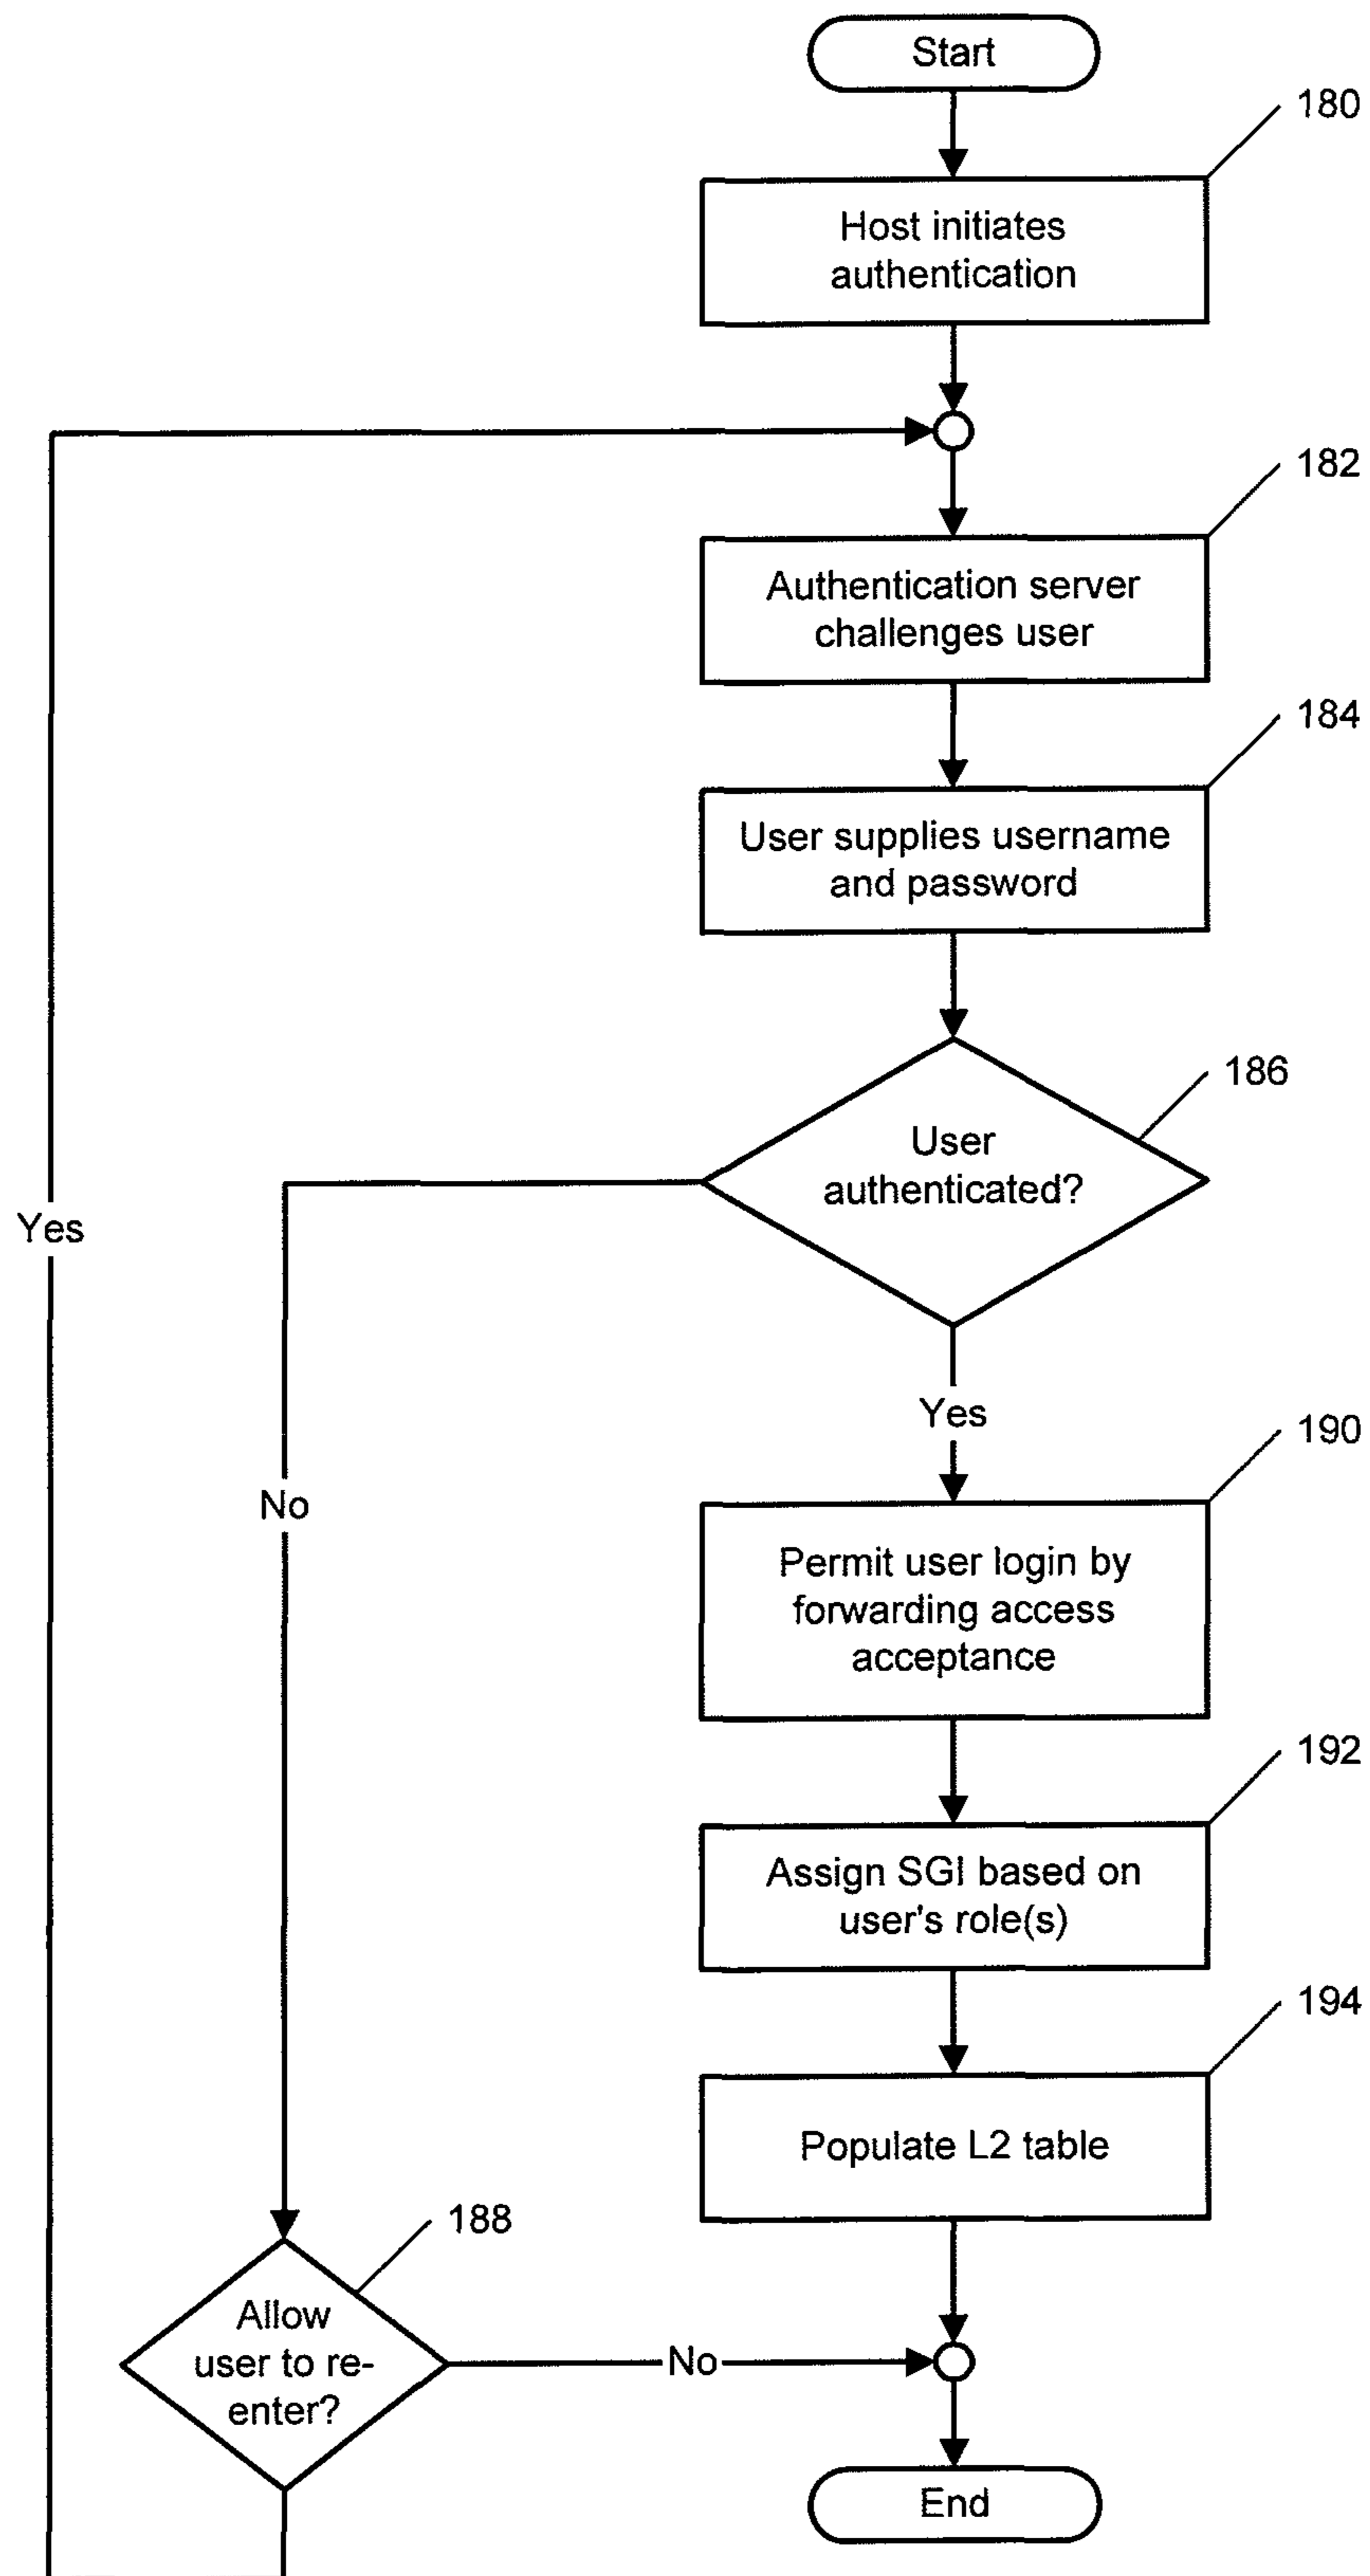 Start
180
Host initiates
authentication
182
Authentication server
challenges user
184
User supplies username
and password
186
User
authenticated?
Yes
No
Yes
190
Permit user login by
forwarding access
acceptance
192
Assign SGI based on
user's role(s)
194
Populate L2 table
188
Allow
user to re-
enter?
No
End